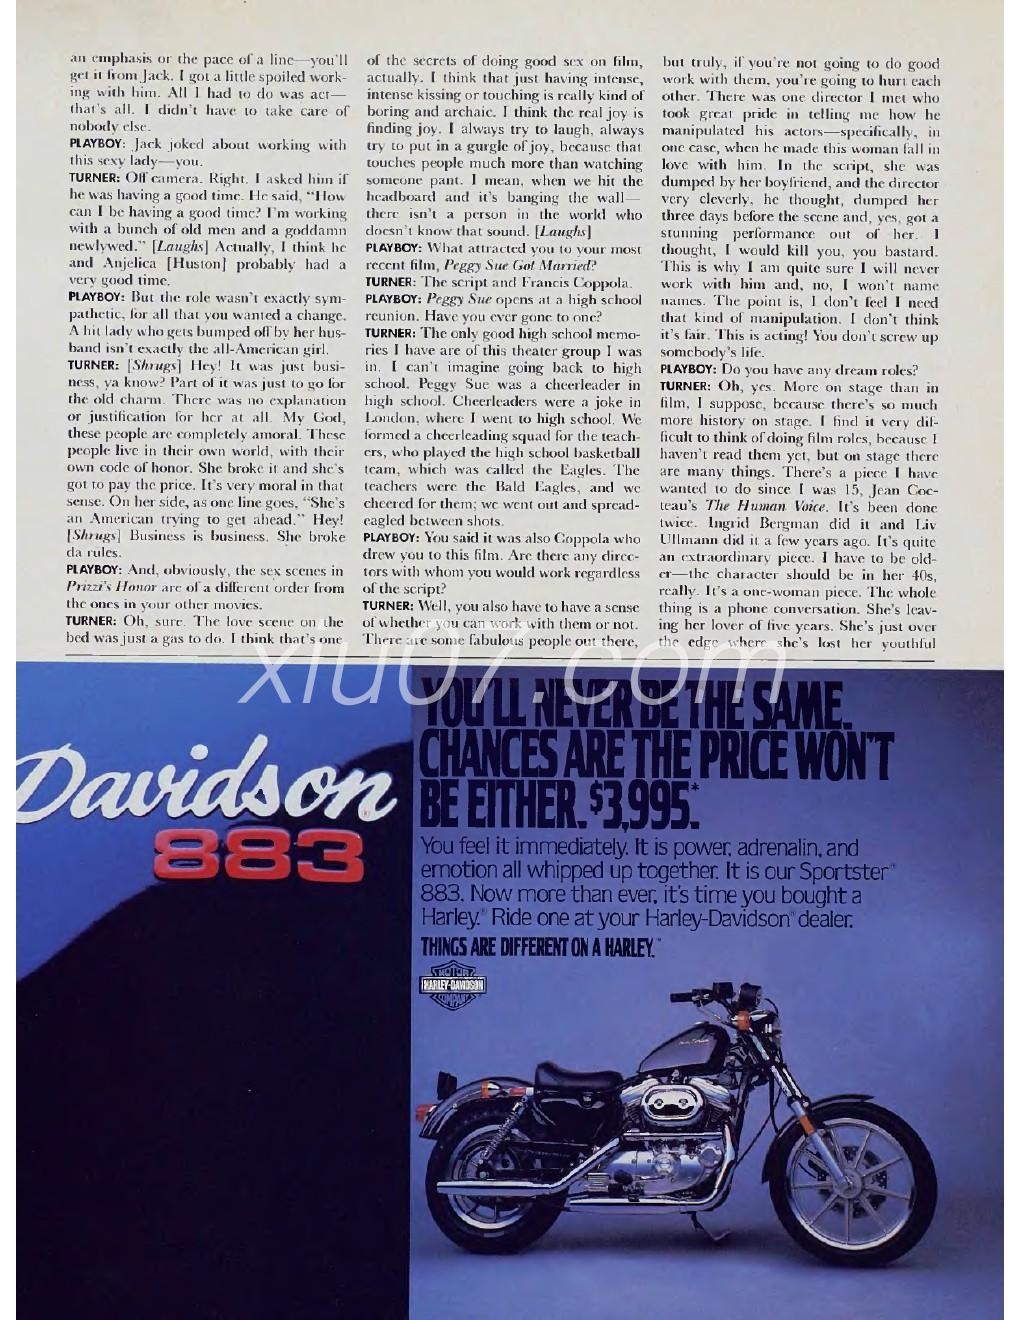 an emphasis or the pace of a line—you'll
get it from Jack. I got a little spoiled work-
ing with him. All I had to do was act—
that's all. I didn't have to take care of
nobody else.
PLAYBOY: Jack joked about working with
this sexy lady—you.
TURNER: Off camera. Right. I asked him if
he was having a good time. He said, "How
can I be having a good time? I'm working
with a bunch of old men and a goddamn
newlywed." [Laughs] Actually, I think he
and Anjelica [Huston] probably had a
very good time.
PLAYBOY: But the role wasn't exactly sym-
pathetic, for all that you wanted a change.
A hit lady who gets bumped off by her hus-
band isn't exactly the all-American girl.
TURNER: [Shrugs] Hey! It was just busi-
ness, ya know? Part of it was just to go for
the old charm. There was no explanation
or justification for her at all. My God,
these people are completely amoral. These
people live in their own world, with their
own code of honor. She broke it and she's
got to pay the price. It's very moral in that
sense. On her side, as one line goes, "She's
an American trying to get ahead." Hey!
[Shrugs] Business is business. She broke
da rules.
PLAYBOY: And, obviously, the sex scenes in
Prizzi's Honor are of a different order from
the ones in your other movies.
TURNER: Oh, sure. The love scene on the
bed was just a gas to do. I think that's one
of the secrets of doing good sex on film,
actually. I think that just having intense,
intense kissing or touching is really kind of
boring and archaic. I think the real joy is
finding joy. I always try to laugh, always
try to put in a gurgle of joy, because that
touches people much more than watching
someone pant. I mean, when we hit the
headboard and it's banging the wall—
there isn't a person in the world who
doesn't know that sound. [Laughs]
PLAYBOY: What attracted you to your most
recent film, Peggy Sue Got Married?
TURNER: The script and Francis Coppola.
PLAYBOY: Peggy Sue opens at a high school
reunion. Have you ever gone to one?
TURNER: The only good high school memo-
ries I have are of this theater group I was
in. I can't imagine going back to high
school. Peggy Sue was a cheerleader in
high school. Cheerleaders were a joke in
London, where I went to high school. We
formed a cheerleading squad for the teach-
ers, who played the high school basketball
team, which was called the Eagles. The
teachers were the Bald Eagles, and we
cheered for them; we went out and spread-
eagled between shots.
PLAYBOY: You said it was also Coppola who
drew you to this film. Are there any direc-
tors with whom you would work regardless
of the script?
TURNER: Well, you also have to have a sense
of whether you can work with them or not.
There are some fabulous people out there,
but truly, if you're not going to do good
work with them, you're going to hurt each
other. There was one director I met who
took great pride in telling me how he
manipulated his actors—specifically, in
one case, when he made this woman fall in
love with him. In the script, she was
dumped by her boyfriend, and the director
very cleverly, he thought, dumped her
three days before the scene and, yes, got a
stunning performance out of her. I
thought, I would kill you, you bastard.
This is why I am quite sure I will never
work with him and, no, I won't name
names. The point is, I don't feel I need
that kind of manipulation. I don't think
it's fair. This is acting! You don't screw up
somebody's life.
PLAYBOY: Do you have any dream roles?
TURNER: Oh, yes. More on stage than in
film, I suppose, because there's so much
more history on stage. I find it very dif-
ficult to think of doing film roles, because I
haven't read them yet, but on stage there
are many things. There's a piece I have
wanted to do since I was 15, Jean Coc-
teau's The Human Voice. It's been done
twice. Ingrid Bergman did it and Liv
Ullmann did it a few years ago. It's quite
an extraordinary piece. I have to be old-
er—the character should be in her 40s,
really. It's a one-woman piece. The whole
thing is a phone conversation. She's leav-
ing her lover of five years. She's just over
the edge where she's lost her youthful
xiu07.com
Davidson
883
YOU'LL NEVER BE THE SAME.
CHANCES ARE THE PRICE WON'T
BE EITHER. $3,995.*
You feel it immediately. It is power, adrenalin, and
emotion all whipped up together. It is our Sportster®
883. Now more than ever, it's time you bought a
Harley.® Ride one at your Harley-Davidson® dealer.
THINGS ARE DIFFERENT ON A HARLEY.™
MOTOR
HARLEY-DAVIDSON
COMPANY